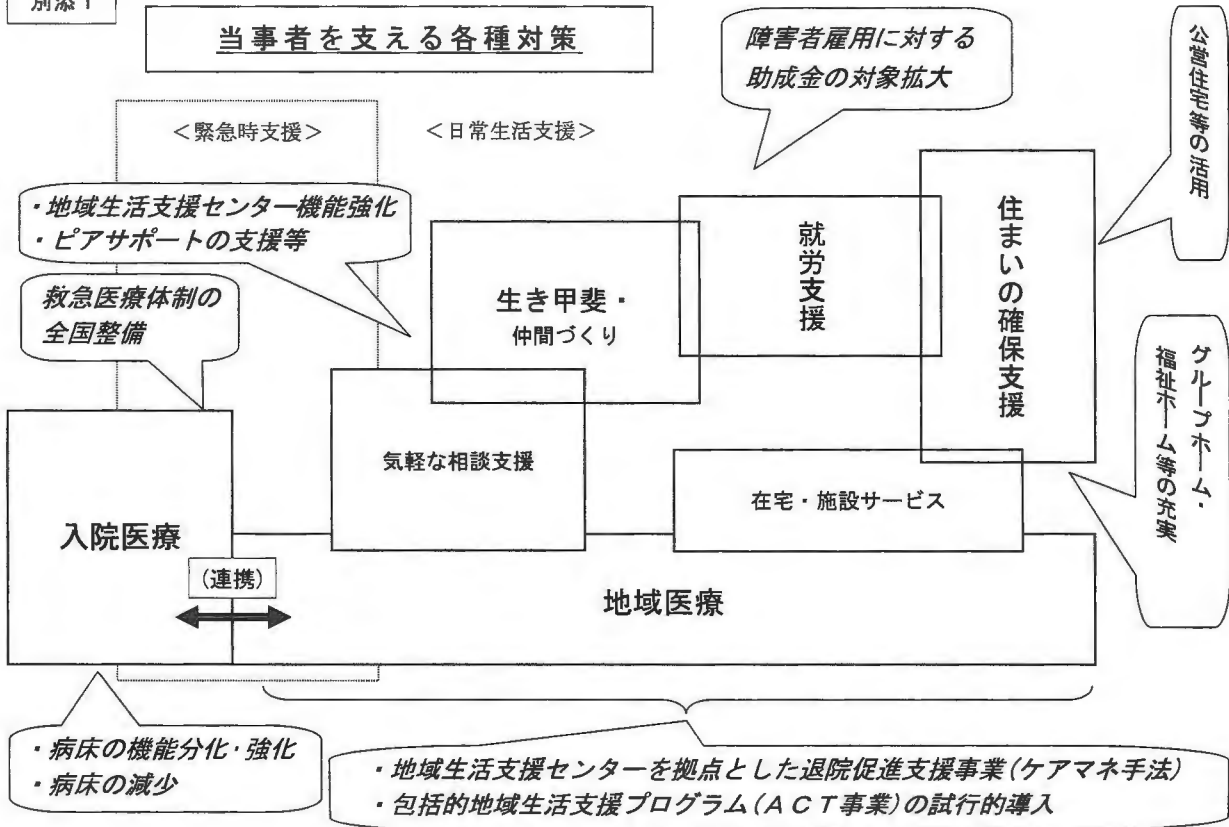 別添1
当事者を支える各種対策
障害者雇用に対する
助成金の対象拡大
公営住宅等の活用
＜緊急時支援＞
＜日常生活支援＞
・地域生活支援センター機能強化
・ピアサポートの支援等
救急医療体制の
全国整備
生き甲斐・
仲間づくり
就労支援
住まいの確保支援
グループホーム・
福祉ホーム等の充実
気軽な相談支援
在宅・施設サービス
入院医療
(連携)
地域医療
・病床の機能分化・強化
・病床の減少
・地域生活支援センターを拠点とした退院促進支援事業(ケアマネ手法)
・包括的地域生活支援プログラム(ACT事業)の試行的導入